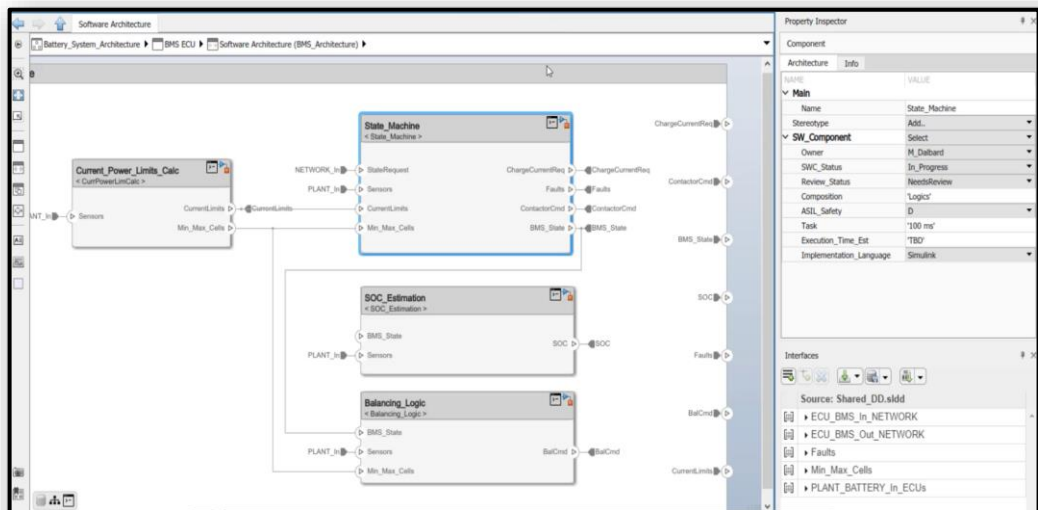 Software Architecture
Battery_System_Architecture ▶ BMS ECU ▶ Software Architecture (BMS_Architecture) ▶
e
Current_Power_Limits_Calc
< CurrPowerLimCalc >
ANT_In
Sensors
CurrentLimits
CurrentLimits
Min_Max_Cells
State_Machine
< State_Machine >
NETWORK_In
StateRequest
PLANT_In
Sensors
CurrentLimits
Min_Max_Cells
ChargeCurrentReq
ChargeCurrentReq
Faults
Faults
ContactorCmd
ContactorCmd
BMS_State
BMS_State
SOC_Estimation
< SOC_Estimation >
BMS_State
PLANT_In
Sensors
SOC
SOC
Balancing_Logic
< Balancing_Logic >
BMS_State
PLANT_In
Sensors
Min_Max_Cells
BalCmd
BalCmd
ChargeCurrentReq
ContactorCmd
BMS_State
SOC
Faults
BalCmd
CurrentLimits
Property Inspector
Component
Architecture Info
NAME VALUE
Main
Name State_Machine
Stereotype Add..
SW_Component Select
Owner M_Dalbard
SWC_Status In_Progress
Review_Status NeedsReview
Composition 'Logics'
ASIL_Safety D
Task '100 ms'
Execution_Time_Est 'TBD'
Implementation_Language Simulink
Interfaces
Source: Shared_DD.sldd
ECU_BMS_In_NETWORK
ECU_BMS_Out_NETWORK
Faults
Min_Max_Cells
PLANT_BATTERY_In_ECUs